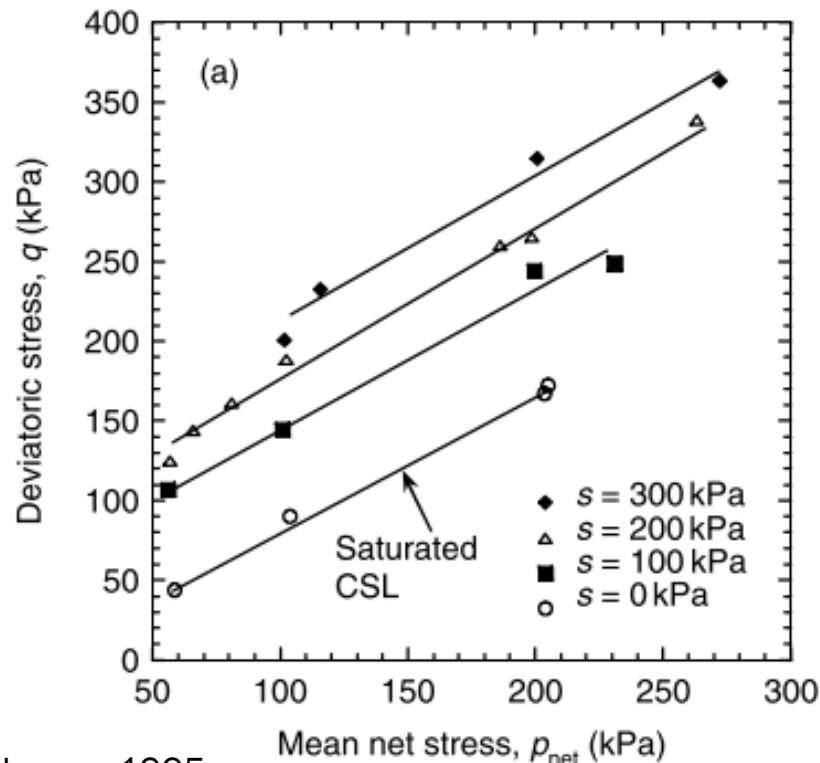 400
(a)
350
300
250
200
150
100
50
0
Deviatoric stress, q (kPa)
s = 300 kPa
s = 200 kPa
s = 100 kPa
s = 0 kPa
Saturated
CSL
50 100 150 200 250 300
Mean net stress, pnet (kPa)
1995